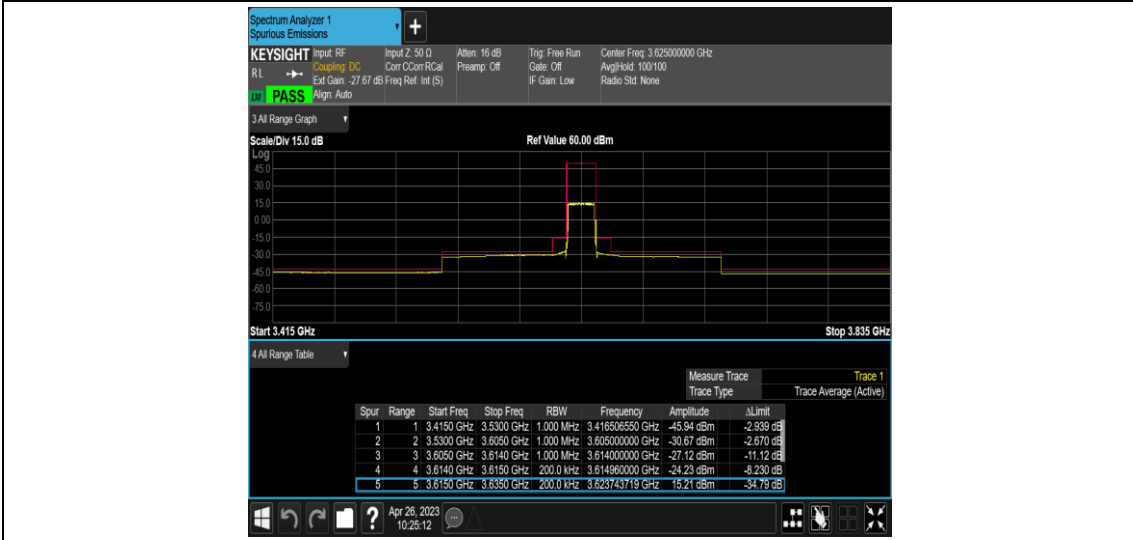 Spectrum Analyzer 1
Spurious Emissions
+
KEYSIGHT Input: RF Input Z: 50 Ω Atten: 16 dB Trig: Free Run Center Freq: 3.625000000 GHz
RL Coupling: DC Corr CCorr RCal Preamp: Off Gate: Off Avg|Hold: 100/100
Ext Gain: -27.67 dB Freq Ref: Int (S) IF Gain: Low Radio Std: None
PASS Align: Auto
3 All Range Graph
Scale/Div 15.0 dB Ref Value 60.00 dBm
Log
45.0
30.0
15.0
0.00
-15.0
-30.0
-45.0
-60.0
-75.0
Start 3.415 GHz Stop 3.835 GHz
4 All Range Table
Measure Trace Trace 1
Trace Type Trace Average (Active)
Spur Range Start Freq Stop Freq RBW Frequency Amplitude ΔLimit
1 1 3.4150 GHz 3.5300 GHz 1.000 MHz 3.416506550 GHz -45.94 dBm -2.939 dB
2 2 3.5300 GHz 3.6050 GHz 1.000 MHz 3.605000000 GHz -30.67 dBm -2.670 dB
3 3 3.6050 GHz 3.6140 GHz 1.000 MHz 3.614000000 GHz -27.12 dBm -11.12 dB
4 4 3.6140 GHz 3.6150 GHz 200.0 kHz 3.614960000 GHz -24.23 dBm -8.230 dB
5 5 3.6150 GHz 3.6350 GHz 200.0 kHz 3.623743719 GHz 15.21 dBm -34.79 dB
? Apr 26, 2023
10:25:12